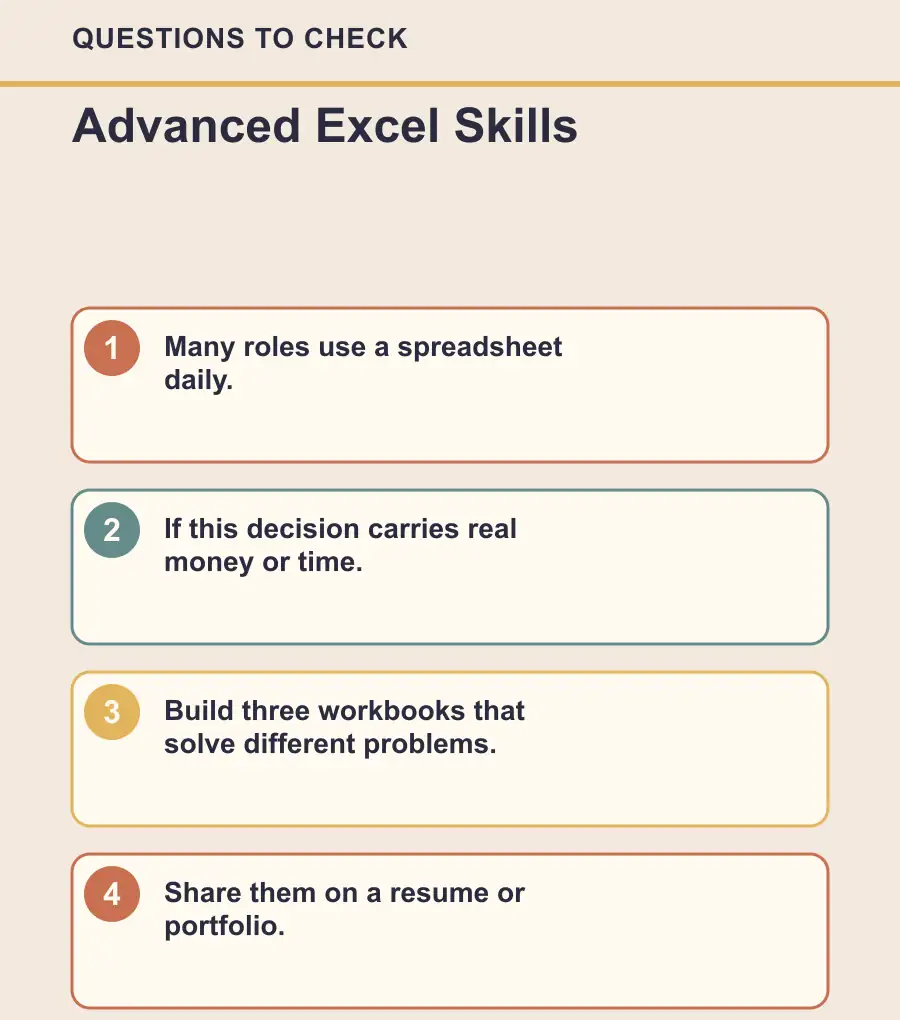 QUESTIONS TO CHECK
Advanced Excel Skills
1
Many roles use a spreadsheet
daily.
2
If this decision carries real
money or time.
3
Build three workbooks that
solve different problems.
4
Share them on a resume or
portfolio.